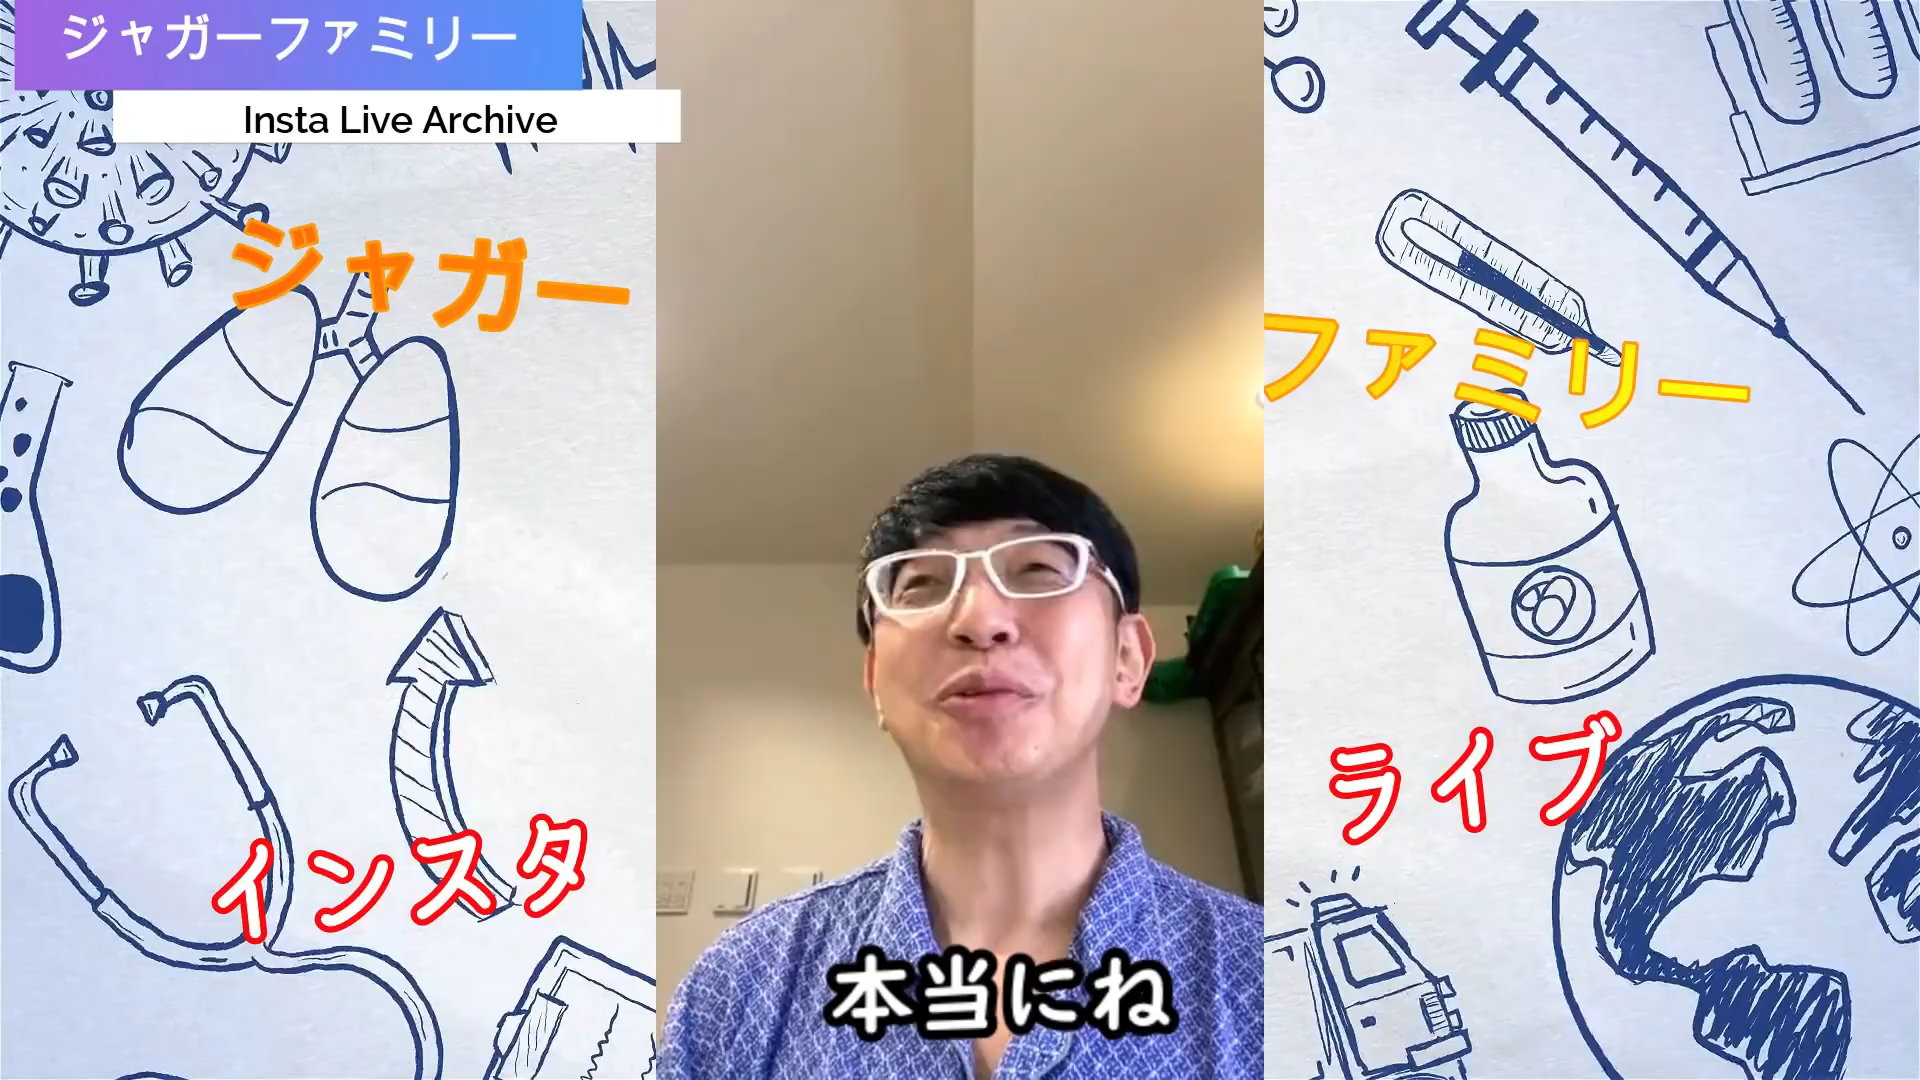 ジャガーファミリー
Insta Live Archive
ジャガー
ファミリー
インスタ
ライブ
本当にね